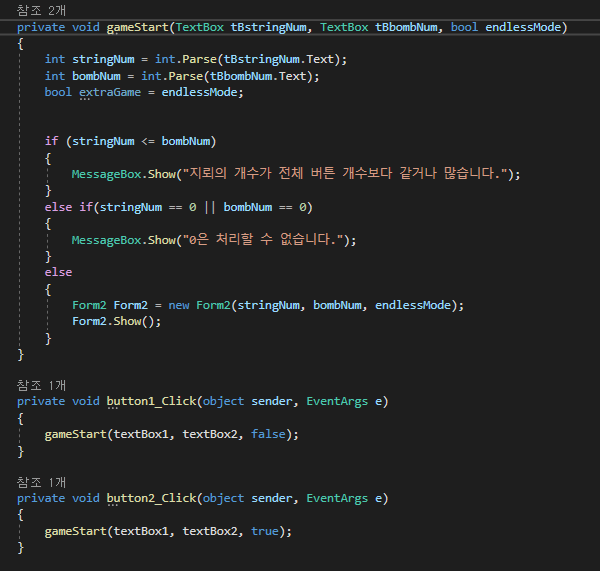 참조 2개
private void gameStart(TextBox tBstringNum, TextBox tBbombNum, bool endlessMode)
{
int stringNum = int.Parse(tBstringNum.Text);
int bombNum = int.Parse(tBbombNum.Text);
bool extraGame = endlessMode;
if (stringNum <= bombNum)
{
MessageBox.Show("지뢰의 개수가 전체 버튼 개수보다 같거나 많습니다.");
}
else if(stringNum == 0 || bombNum == 0)
{
MessageBox.Show("0은 처리할 수 없습니다.");
}
else
{
Form2 Form2 = new Form2(stringNum, bombNum, endlessMode);
Form2.Show();
}
}
참조 1개
private void button1_Click(object sender, EventArgs e)
{
gameStart(textBox1, textBox2, false);
}
참조 1개
private void button2_Click(object sender, EventArgs e)
{
gameStart(textBox1, textBox2, true);
}